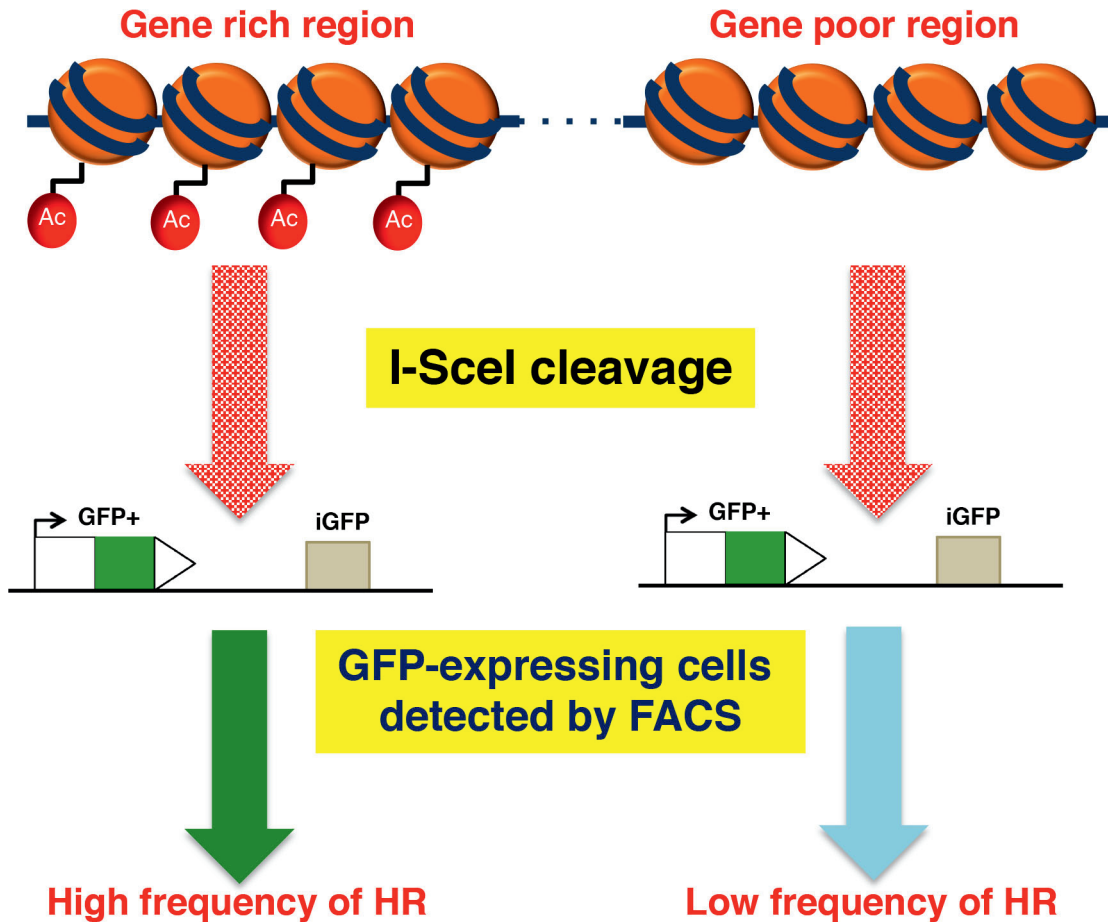 Gene rich region
Gene poor region
Ac
Ac
Ac
Ac
I-SceI cleavage
GFP+
iGFP
GFP+
iGFP
GFP-expressing cells
detected by FACS
High frequency of HR
Low frequency of HR